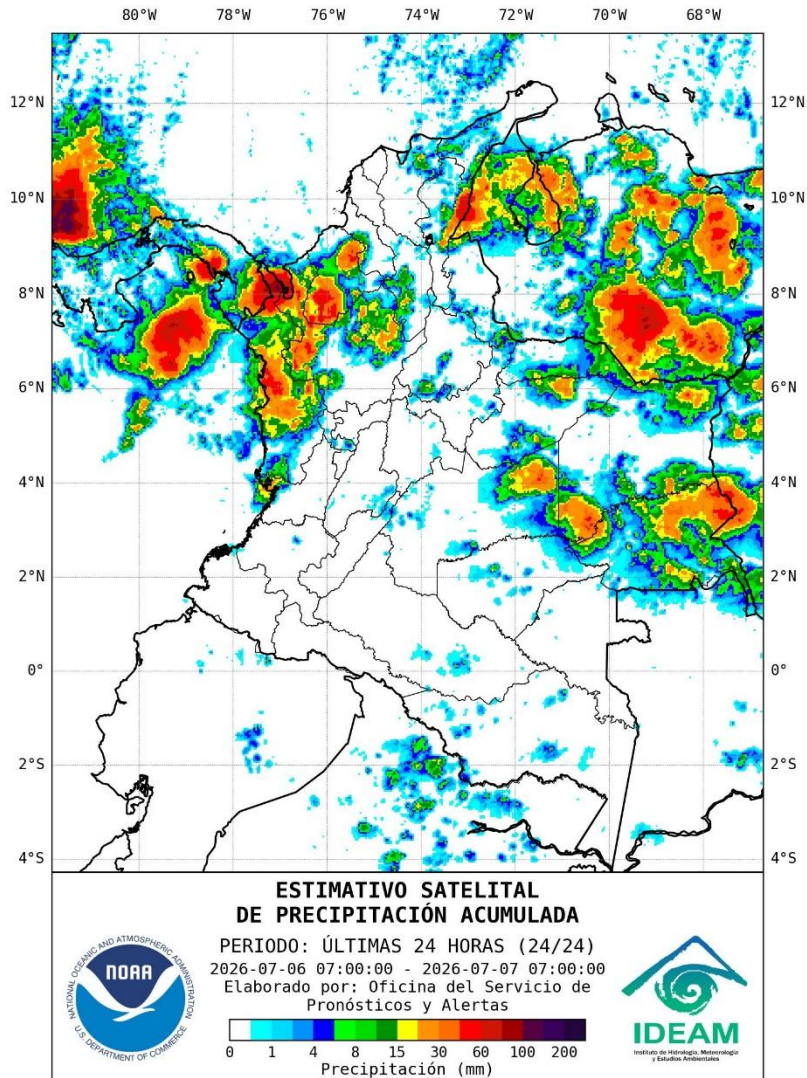 80°W 78°W 76°W 74°W 72°W 70°W 68°W
12°N 12°N
10°N 10°N
8°N 8°N
6°N 6°N
4°N 4°N
2°N 2°N
0° 0°
2°S 2°S
4°S 4°S
ESTIMATIVO SATELITAL
DE PRECIPITACIÓN ACUMULADA
PERIODO: ÚLTIMAS 24 HORAS (24/24)
2026-07-06 07:00:00 - 2026-07-07 07:00:00
Elaborado por: Oficina del Servicio de
Pronósticos y Alertas
0 1 4 8 15 30 60 100 200
Precipitación (mm)
NATIONAL OCEANIC AND ATMOSPHERIC ADMINISTRATION
NOAA
U.S. DEPARTMENT OF COMMERCE
IDEAM
Instituto de Hidrología, Meteorología
y Estudios Ambientales